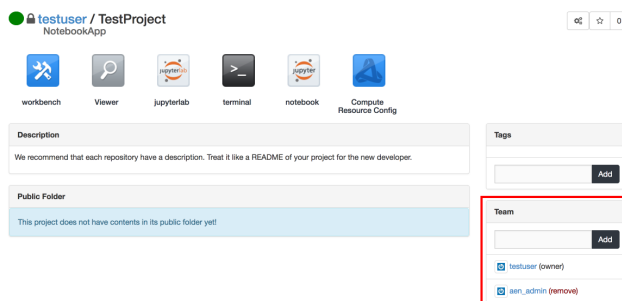 testuser / TestProject
NotebookApp
0
jupyterlab
>_
jupyter
workbench
Viewer
jupyterlab
terminal
notebook
Compute
Resource Config
Description
We recommend that each repository have a description. Treat it like a README of your project for the new developer.
Public Folder
This project does not have contents in its public folder yet!
Tags
Add
Team
Add
testuser (owner)
aen_admin (remove)